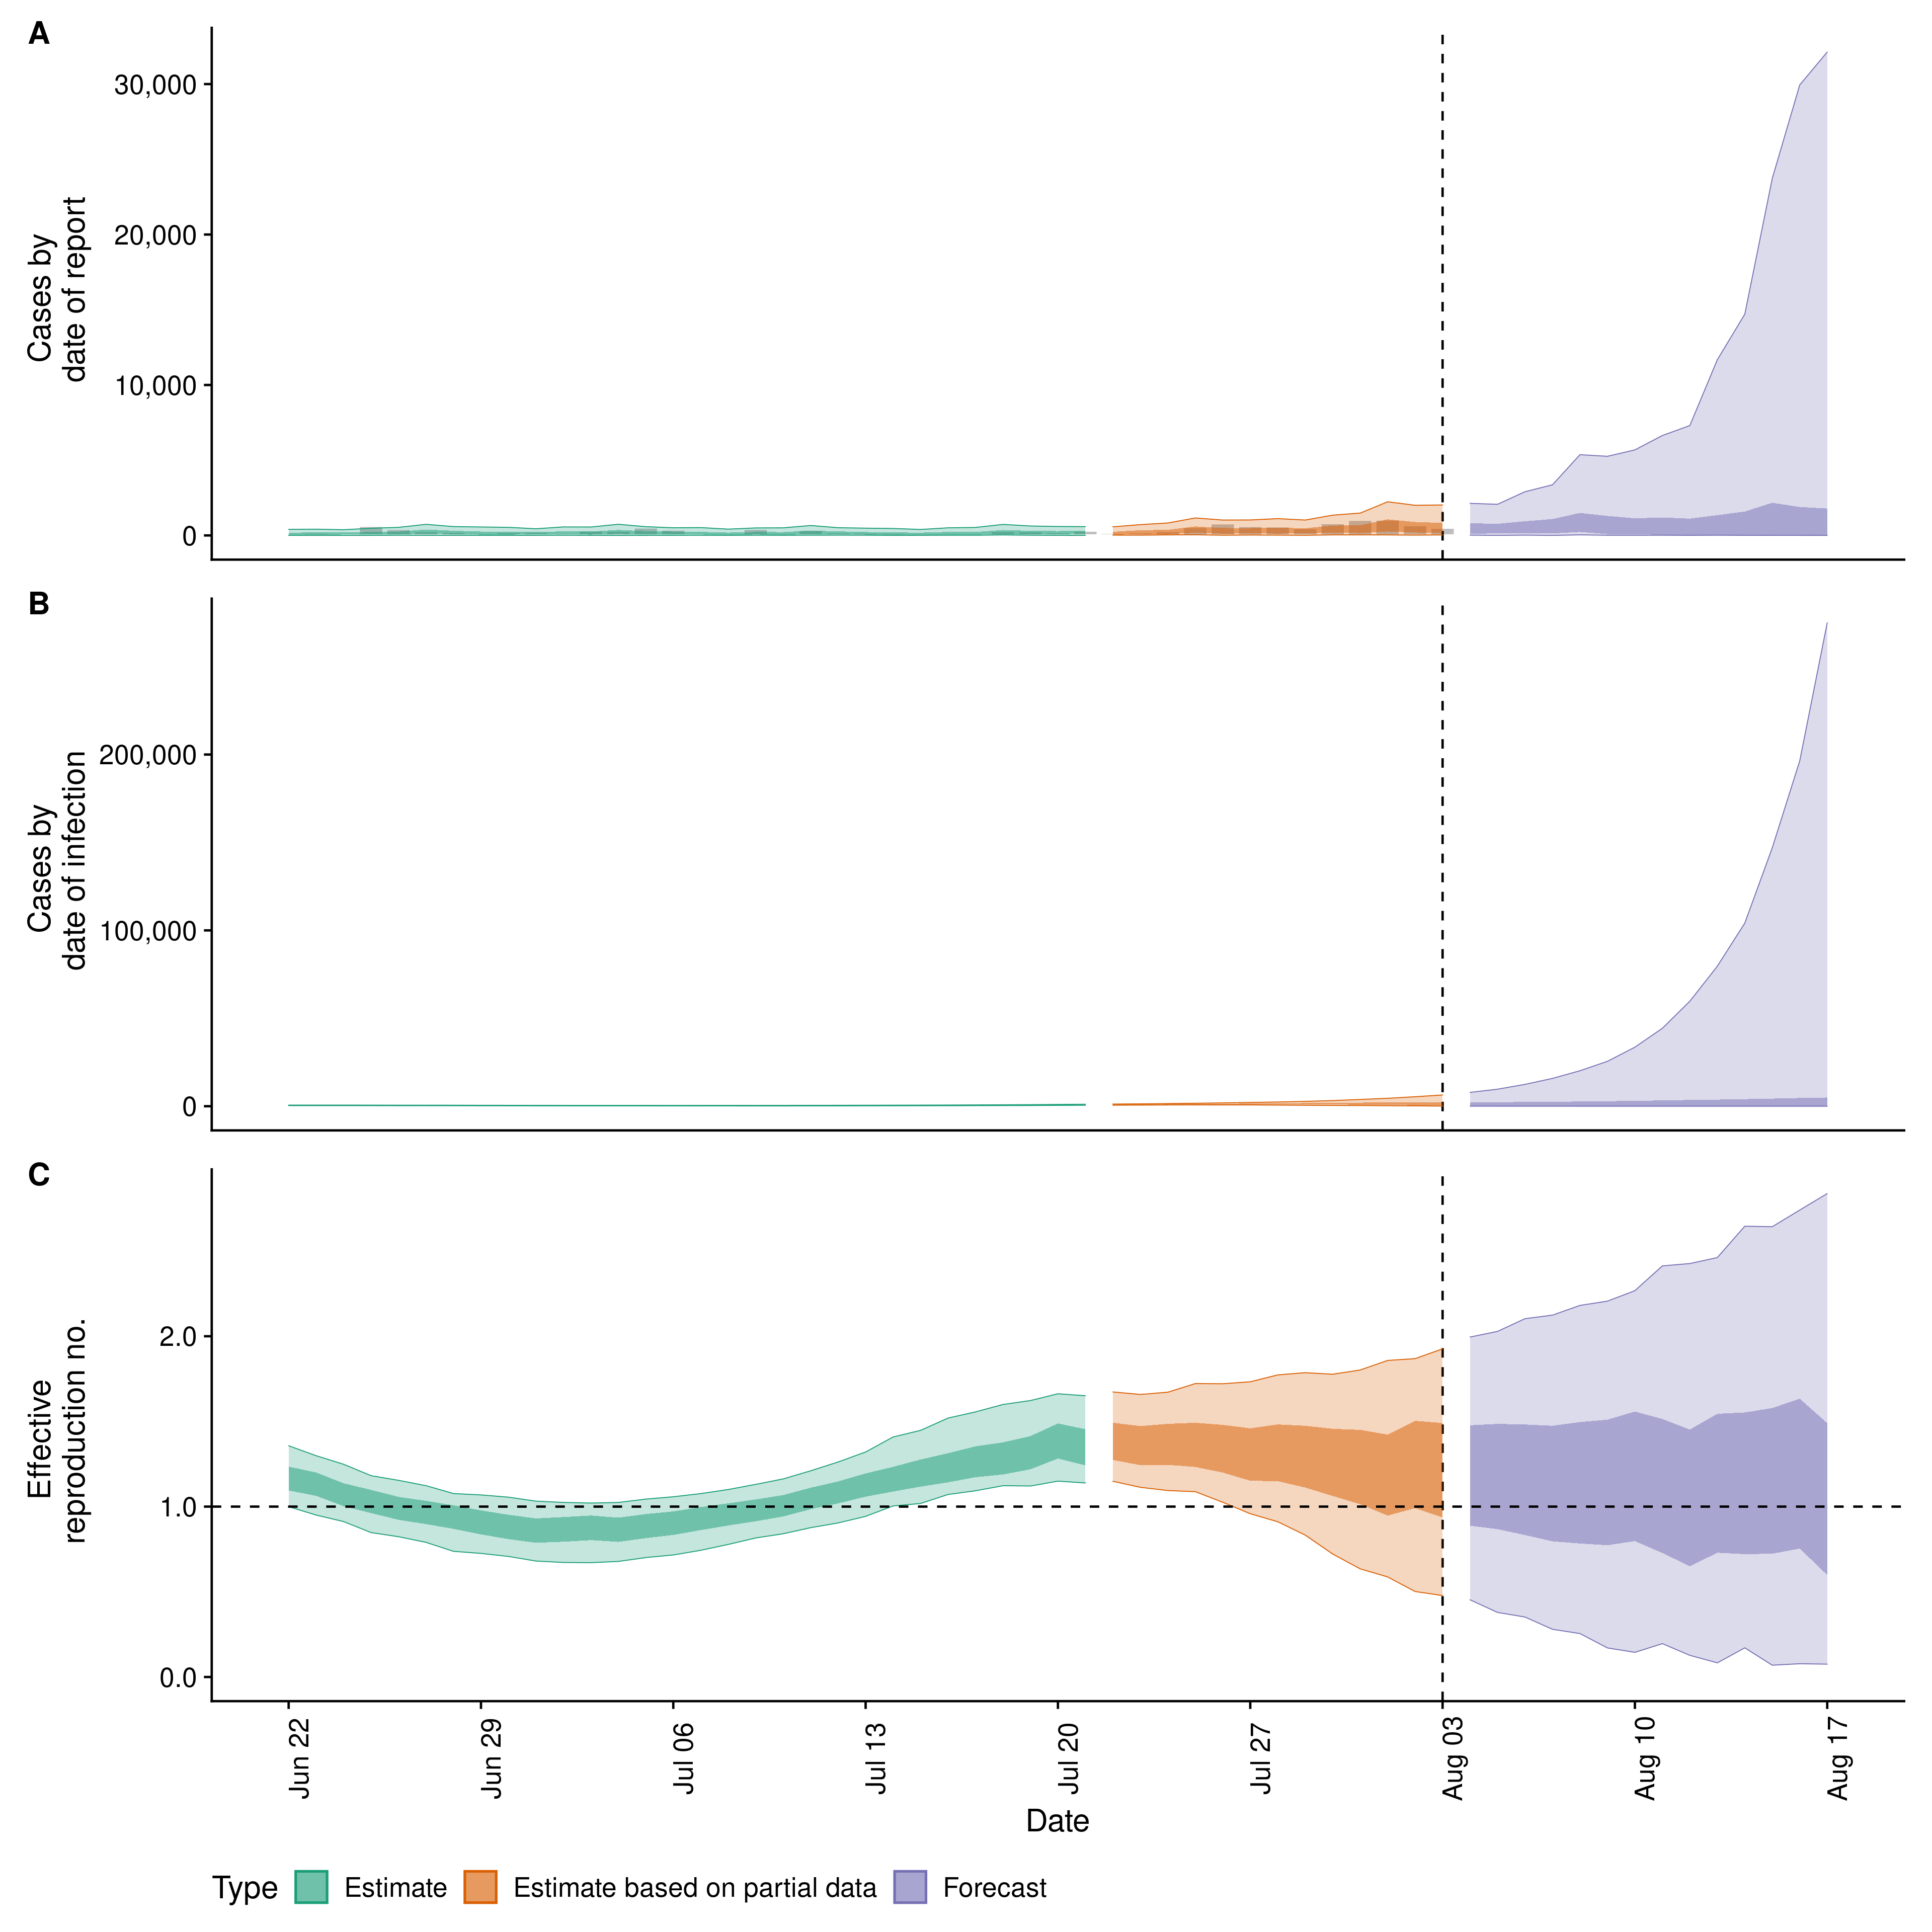 A
Cases by
date of report
30,000
20,000
10,000
0
B
Cases by
date of infection
200,000
100,000
0
C
Effective
reproduction no.
2.0
1.0
0.0
Jun 22
Jun 29
Jul 06
Jul 13
Jul 20
Jul 27
Aug 03
Aug 10
Aug 17
Date
Type Estimate Estimate based on partial data Forecast